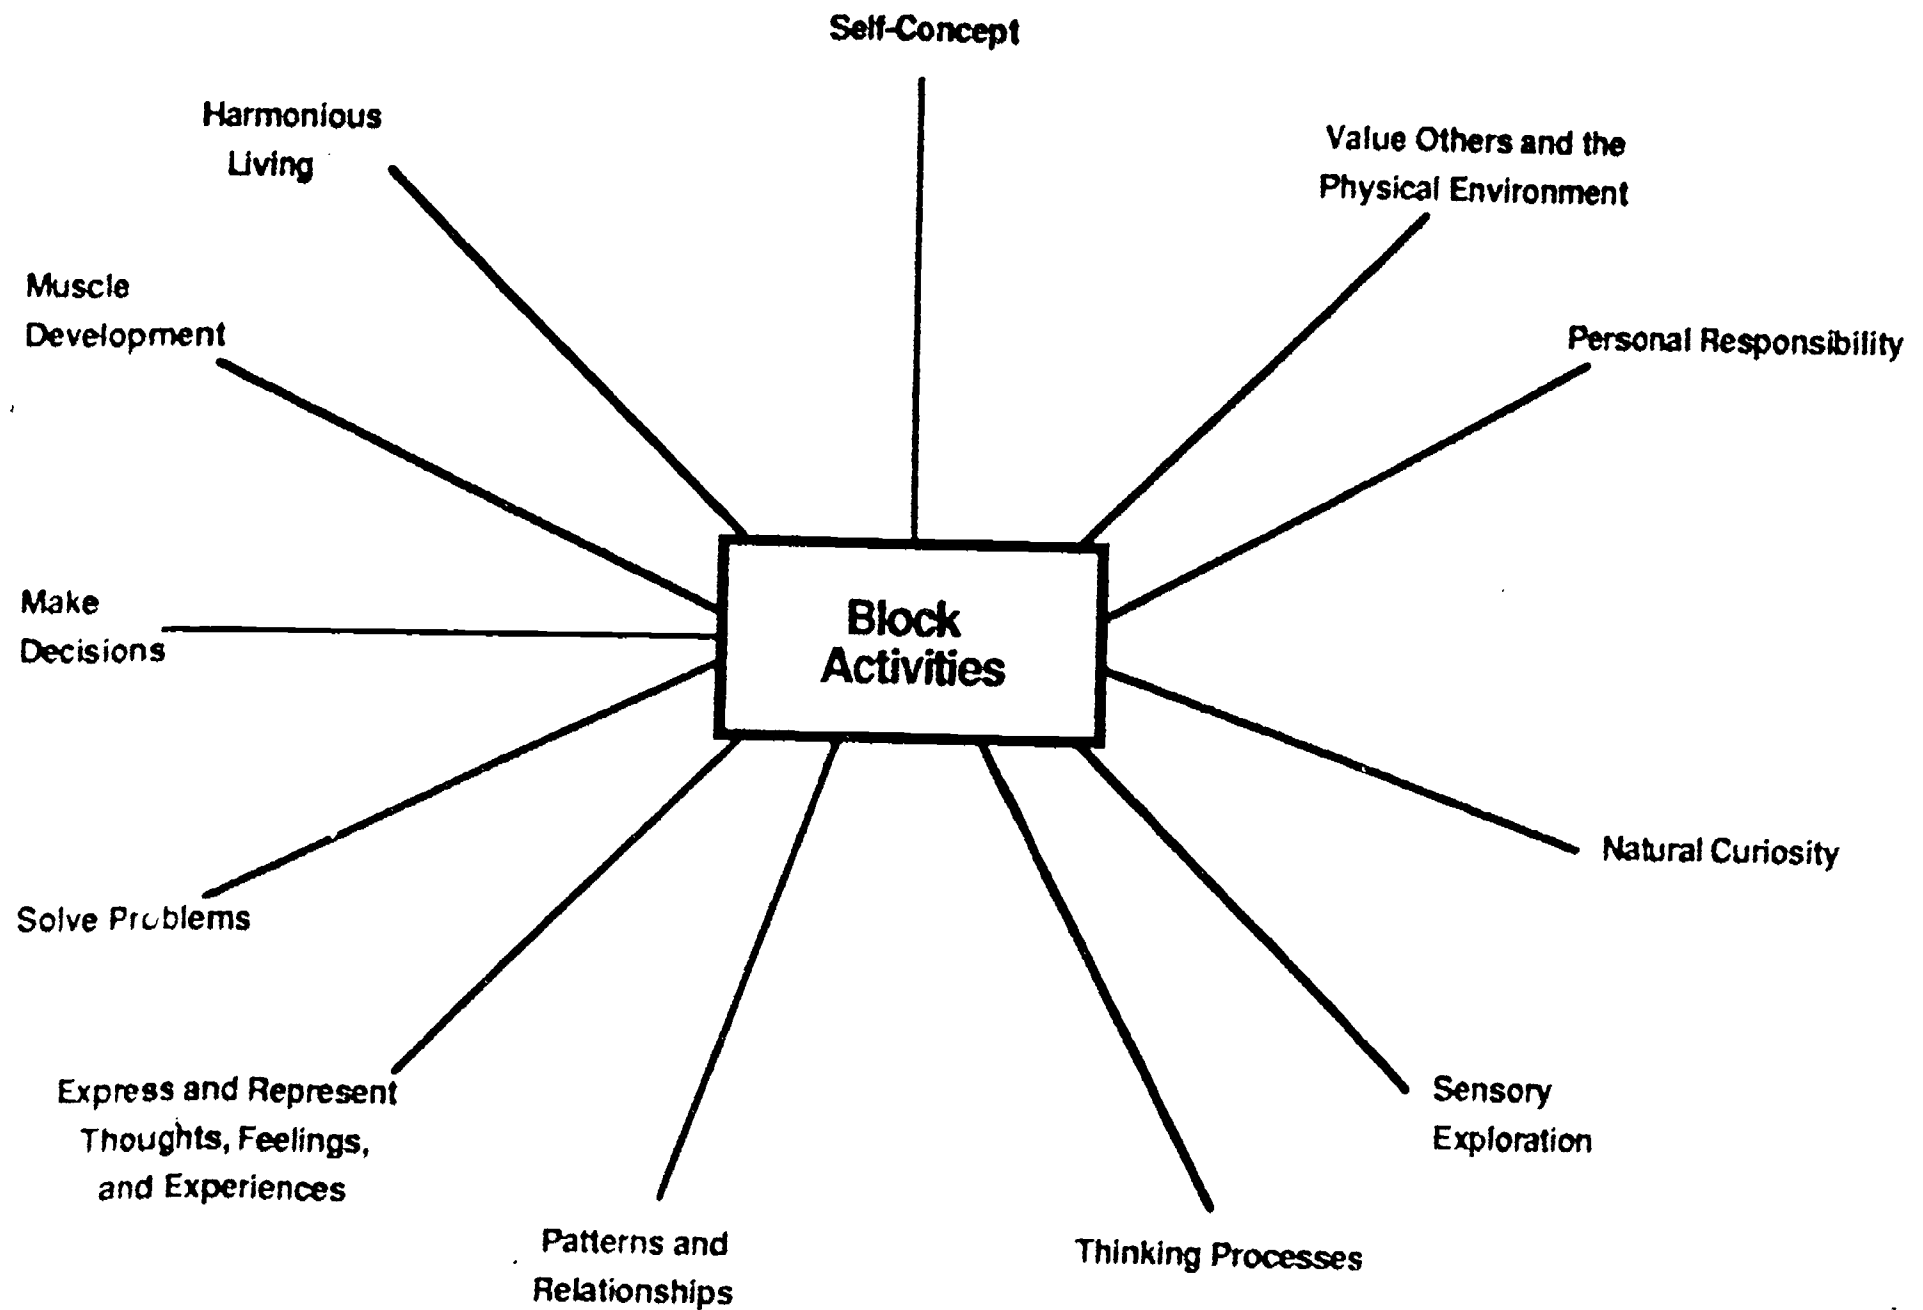 Self-Concept
Harmonious
Living
Value Others and the
Physical Environment
Muscle
Development
Personal Responsibility
Make
Decisions
Block
Activities
Solve Problems
Natural Curiosity
Express and Represent
Thoughts, Feelings,
and Experiences
Sensory
Exploration
Patterns and
Relationships
Thinking Processes